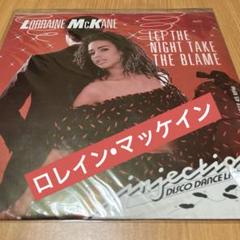 LORRAINE MCKANE
LET THE
NIGHT TAKE
THE BLAME
ロレイン・マッケイン
injection
DISCO DANCE